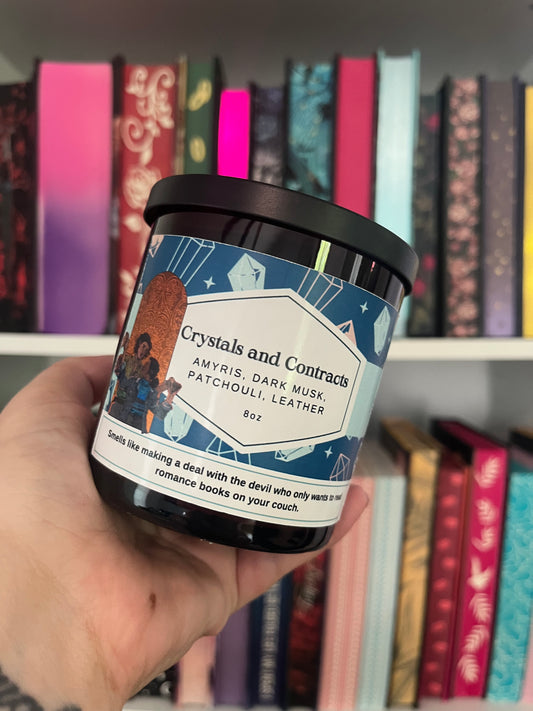 Crystals and Contracts
AMYRIS, DARK MUSK,
PATCHOULI, LEATHER
8oz
Smells like making a deal with the devil who only wants to read
romance books on your couch.